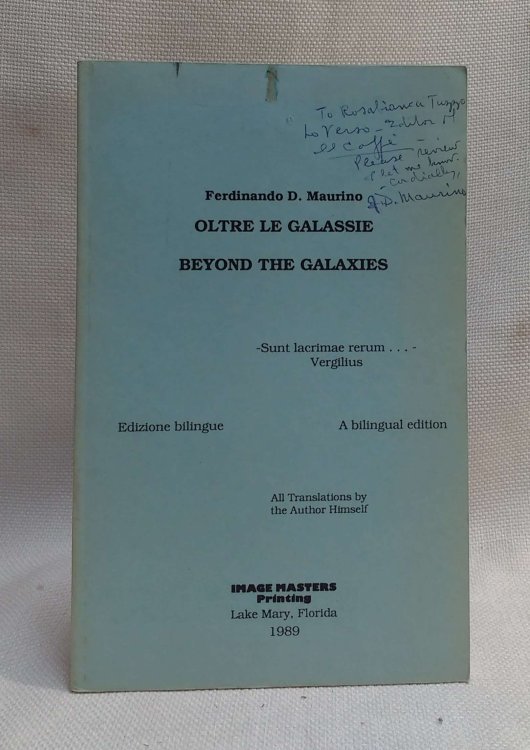 To Rosabianca Tuzzo
Lo Verso - Editor of
Il Caffè
Please review
& let me know.
- Cordially,
F. D. Maurino
Ferdinando D. Maurino
OLTRE LE GALASSIE
BEYOND THE GALAXIES
-Sunt lacrimae rerum . . . -
Vergilius
Edizione bilingue
A bilingual edition
All Translations by
the Author Himself
IMAGE MASTERS
Printing
Lake Mary, Florida
1989